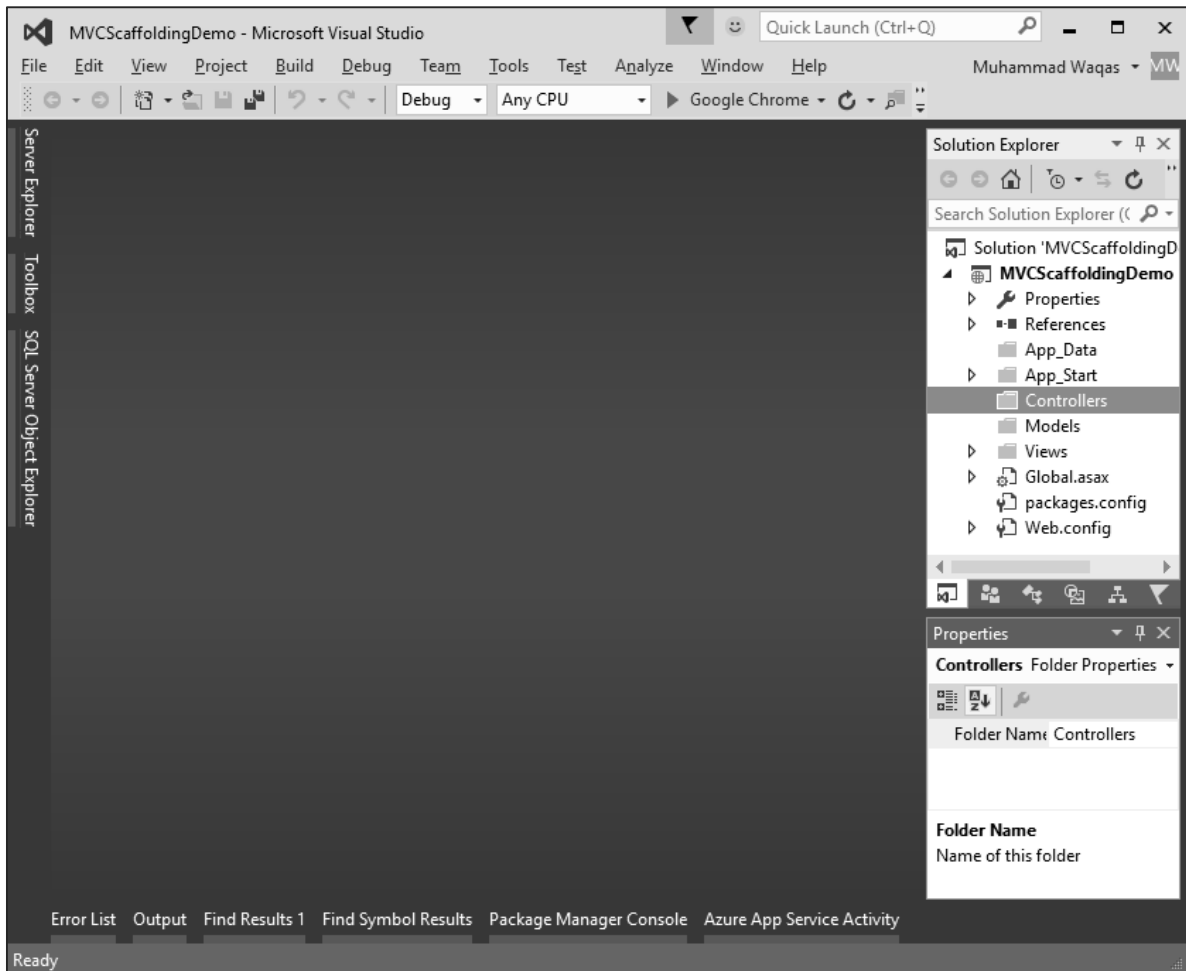 MVCScaffoldingDemo - Microsoft Visual Studio
Quick Launch (Ctrl+Q)
File Edit View Project Build Debug Team Tools Test Analyze Window Help
Muhammad Waqas MW
Debug Any CPU Google Chrome
Server Explorer
Toolbox
SQL Server Object Explorer
Solution Explorer
Search Solution Explorer (C
Solution 'MVCScaffoldingD
MVCScaffoldingDemo
Properties
References
App_Data
App_Start
Controllers
Models
Views
Global.asax
packages.config
Web.config
Properties
Controllers Folder Properties
Folder Name Controllers
Folder Name
Name of this folder
Error List Output Find Results 1 Find Symbol Results Package Manager Console Azure App Service Activity
Ready